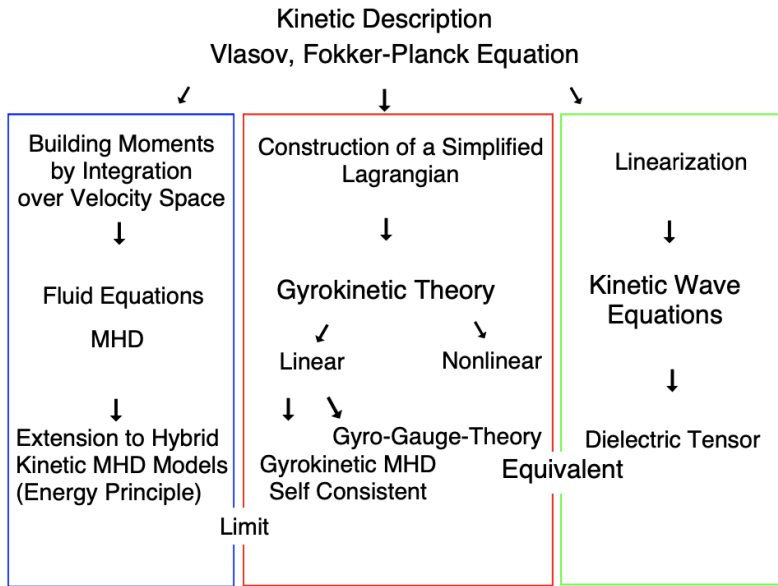 Kinetic Description
Vlasov, Fokker-Planck Equation
Building Moments
by Integration
over Velocity Space
Fluid Equations
MHD
Extension to Hybrid
Kinetic MHD Models
(Energy Principle)
Construction of a Simplified
Lagrangian
Gyrokinetic Theory
Linear
Nonlinear
Gyro-Gauge-Theory
Gyrokinetic MHD
Self Consistent
Limit
Linearization
Kinetic Wave
Equations
Dielectric Tensor
Equivalent